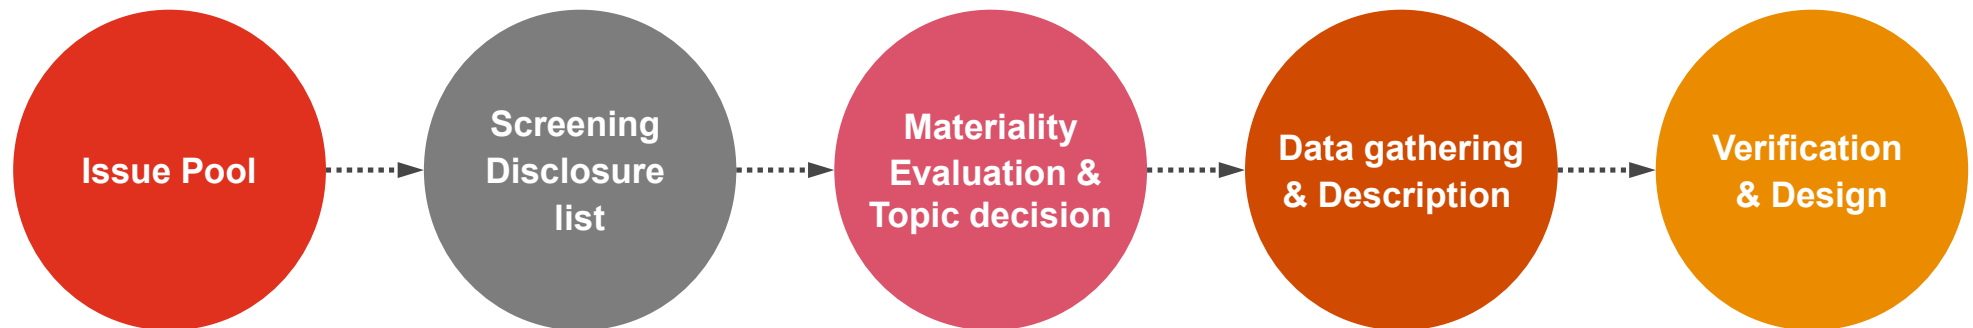 Issue Pool
Screening
Disclosure
list
Materiality
Evaluation &
Topic decision
Data gathering
& Description
Verification
& Design